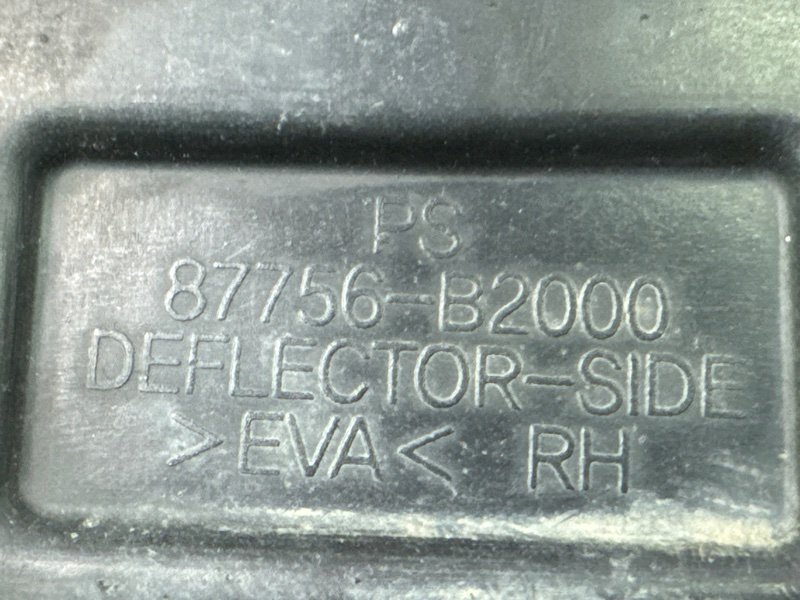 PS
87756-B2000
DEFLECTOR-SIDE
>EVA< RH